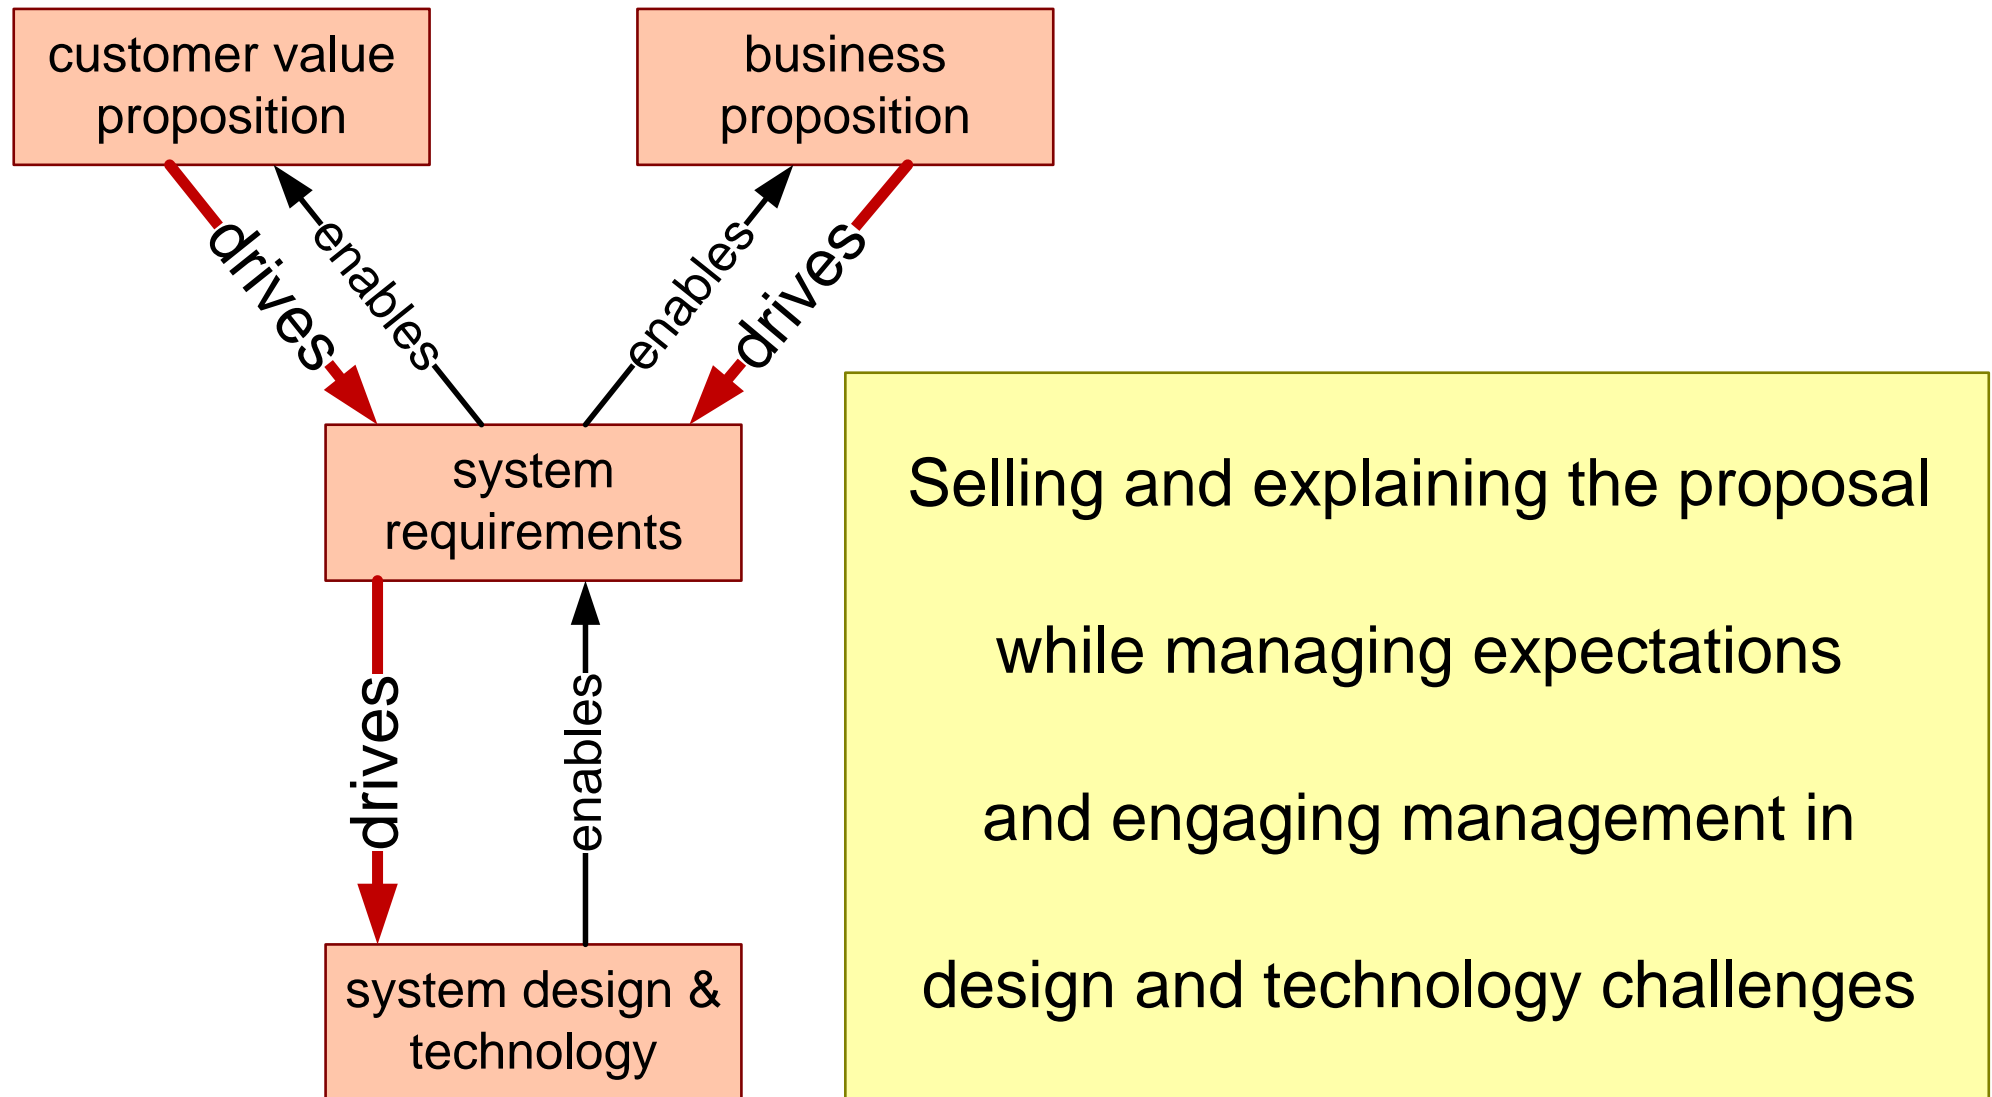 customer value
proposition
business
proposition
drives
enables
enables
drives
system
requirements
drives
enables
system design &
technology
Selling and explaining the proposal
while managing expectations
and engaging management in
design and technology challenges